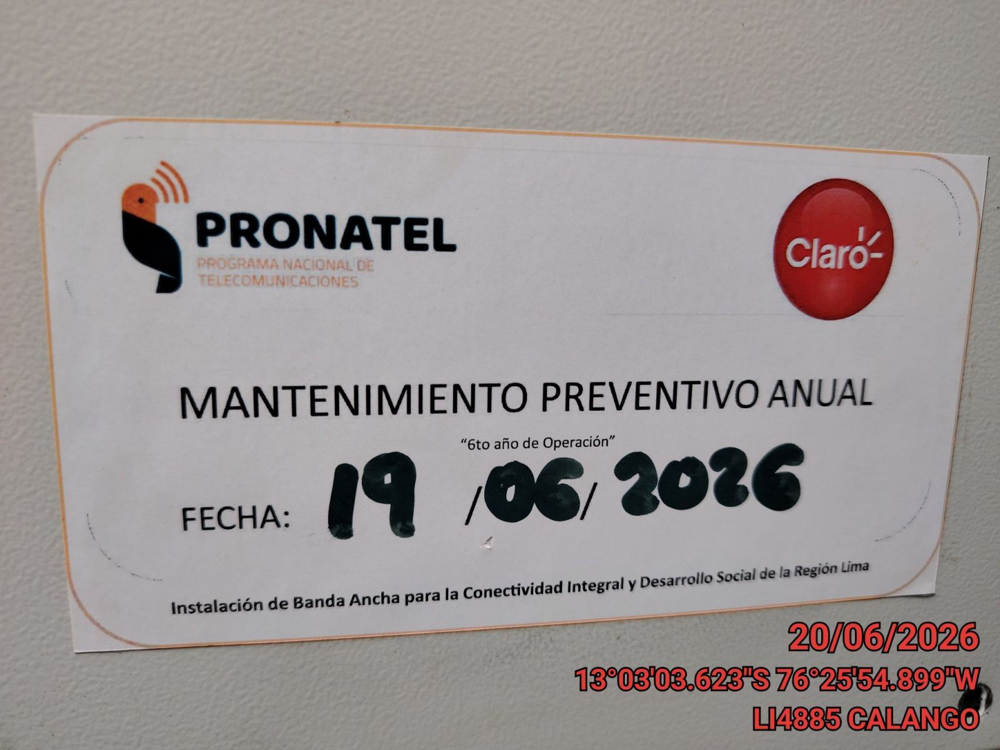 PRONATEL
PROGRAMA NACIONAL DE
TELECOMUNICACIONES
Claro
MANTENIMIENTO PREVENTIVO ANUAL
“6to año de Operación”
FECHA: 19 /06/ 2026
Instalación de Banda Ancha para la Conectividad Integral y Desarrollo Social de la Región Lima
20/06/2026
13°03'03.623"S 76°25'54.899"W
LI4885 CALANGO